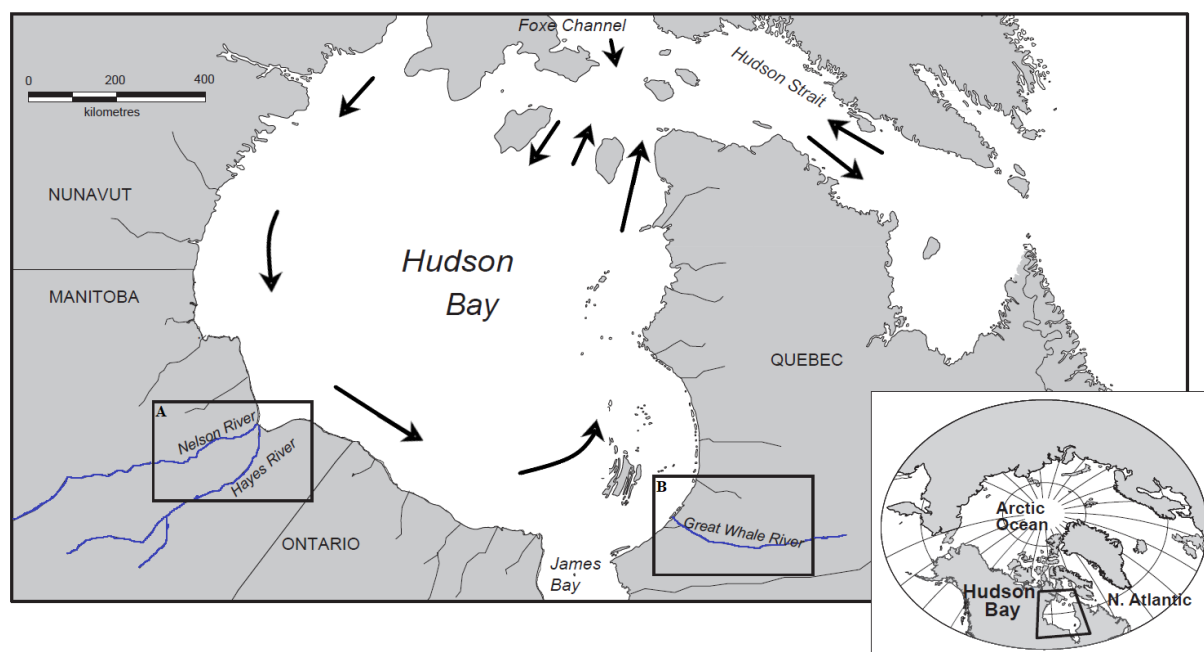 Foxe Channel
Hudson Strait
0 200 400
kilometres
NUNAVUT
MANITOBA
Hudson
Bay
QUEBEC
A
Nelson River
Hayes River
B
Great Whale River
ONTARIO
James
Bay
Arctic
Ocean
Hudson
Bay
N. Atlantic